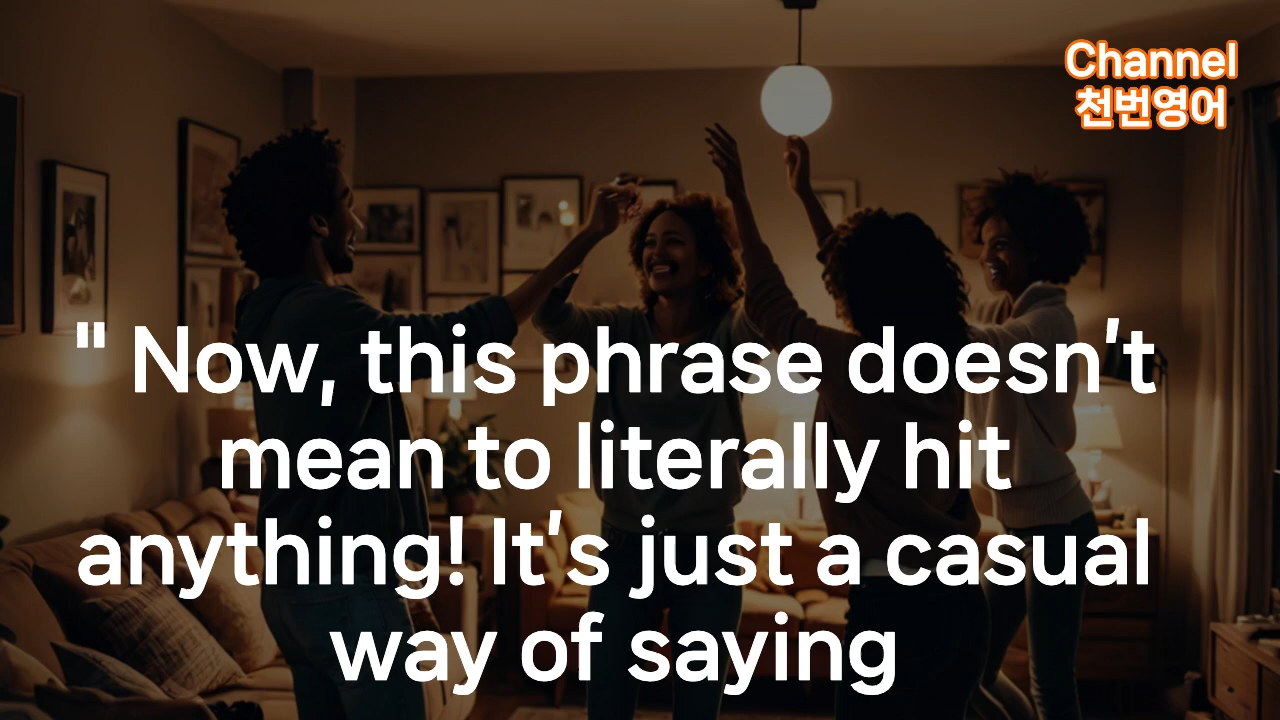 Channel
천번영어
" Now, this phrase doesn't
mean to literally hit
anything! It's just a casual
way of saying